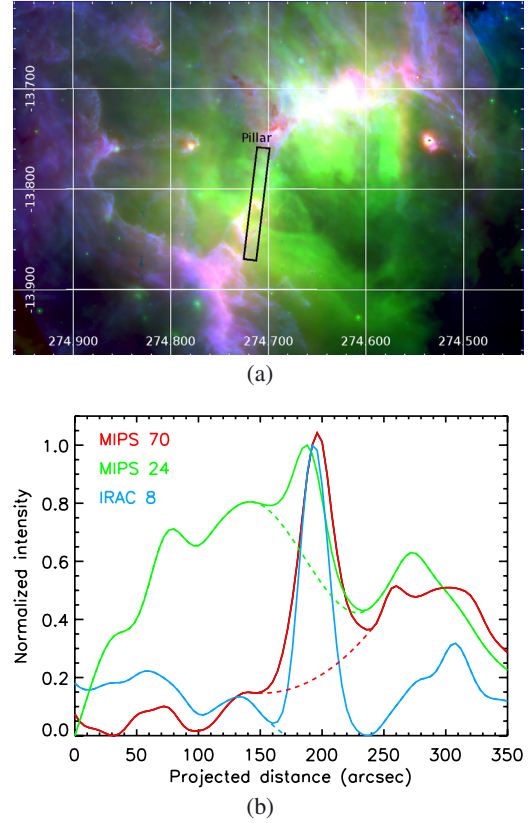 Pillar
-13.700
-13.800
-13.900
274.900 274.800 274.700 274.600 274.500
(a)
MIPS 70
MIPS 24
IRAC 8
Normalized intensity
1.0
0.8
0.6
0.4
0.2
0.0
0 50 100 150 200 250 300 350
Projected distance (arcsec)
(b)